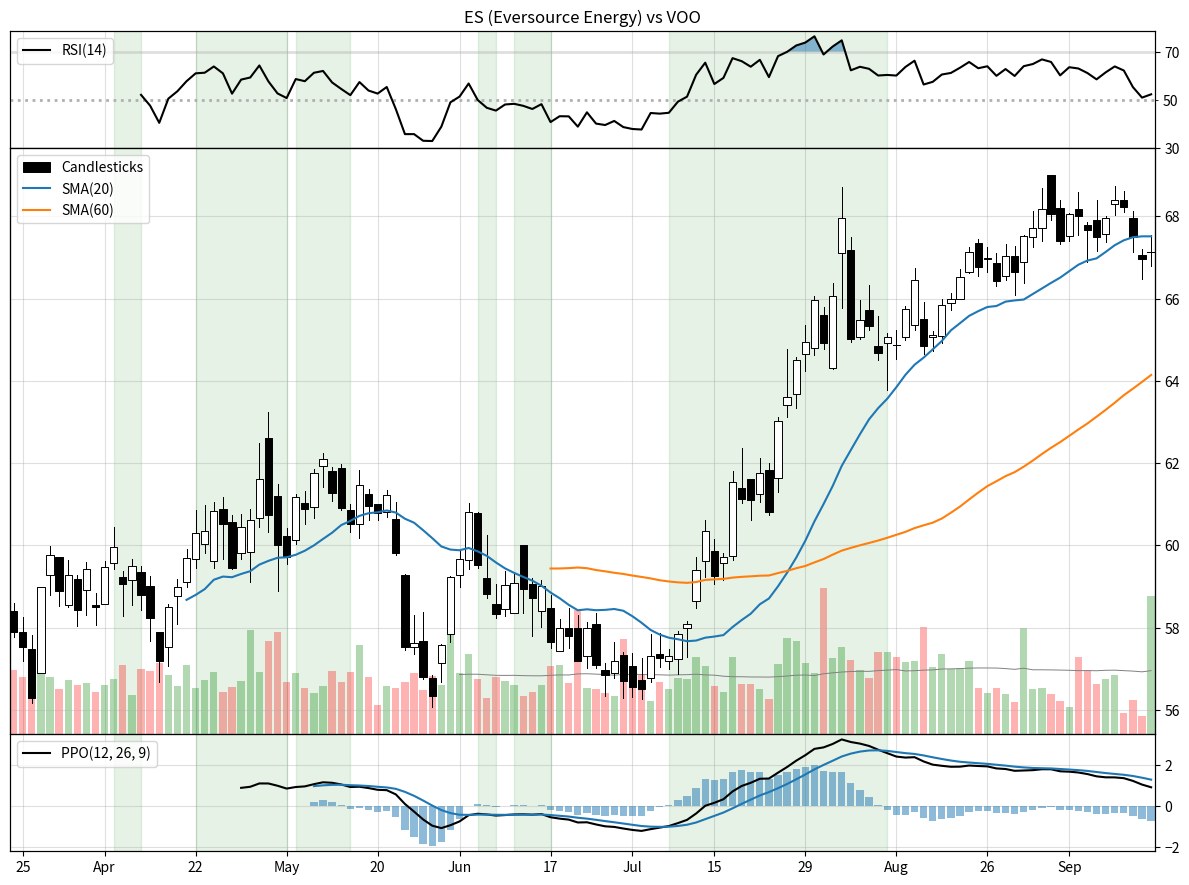 ES (Eversource Energy) vs VOO
RSI(14)
70
50
30
Candlesticks
SMA(20)
SMA(60)
68
66
64
62
60
58
56
PPO(12, 26, 9)
2
0
−2
25 Apr 22 May 20 Jun 17 Jul 15 29 Aug 26 Sep